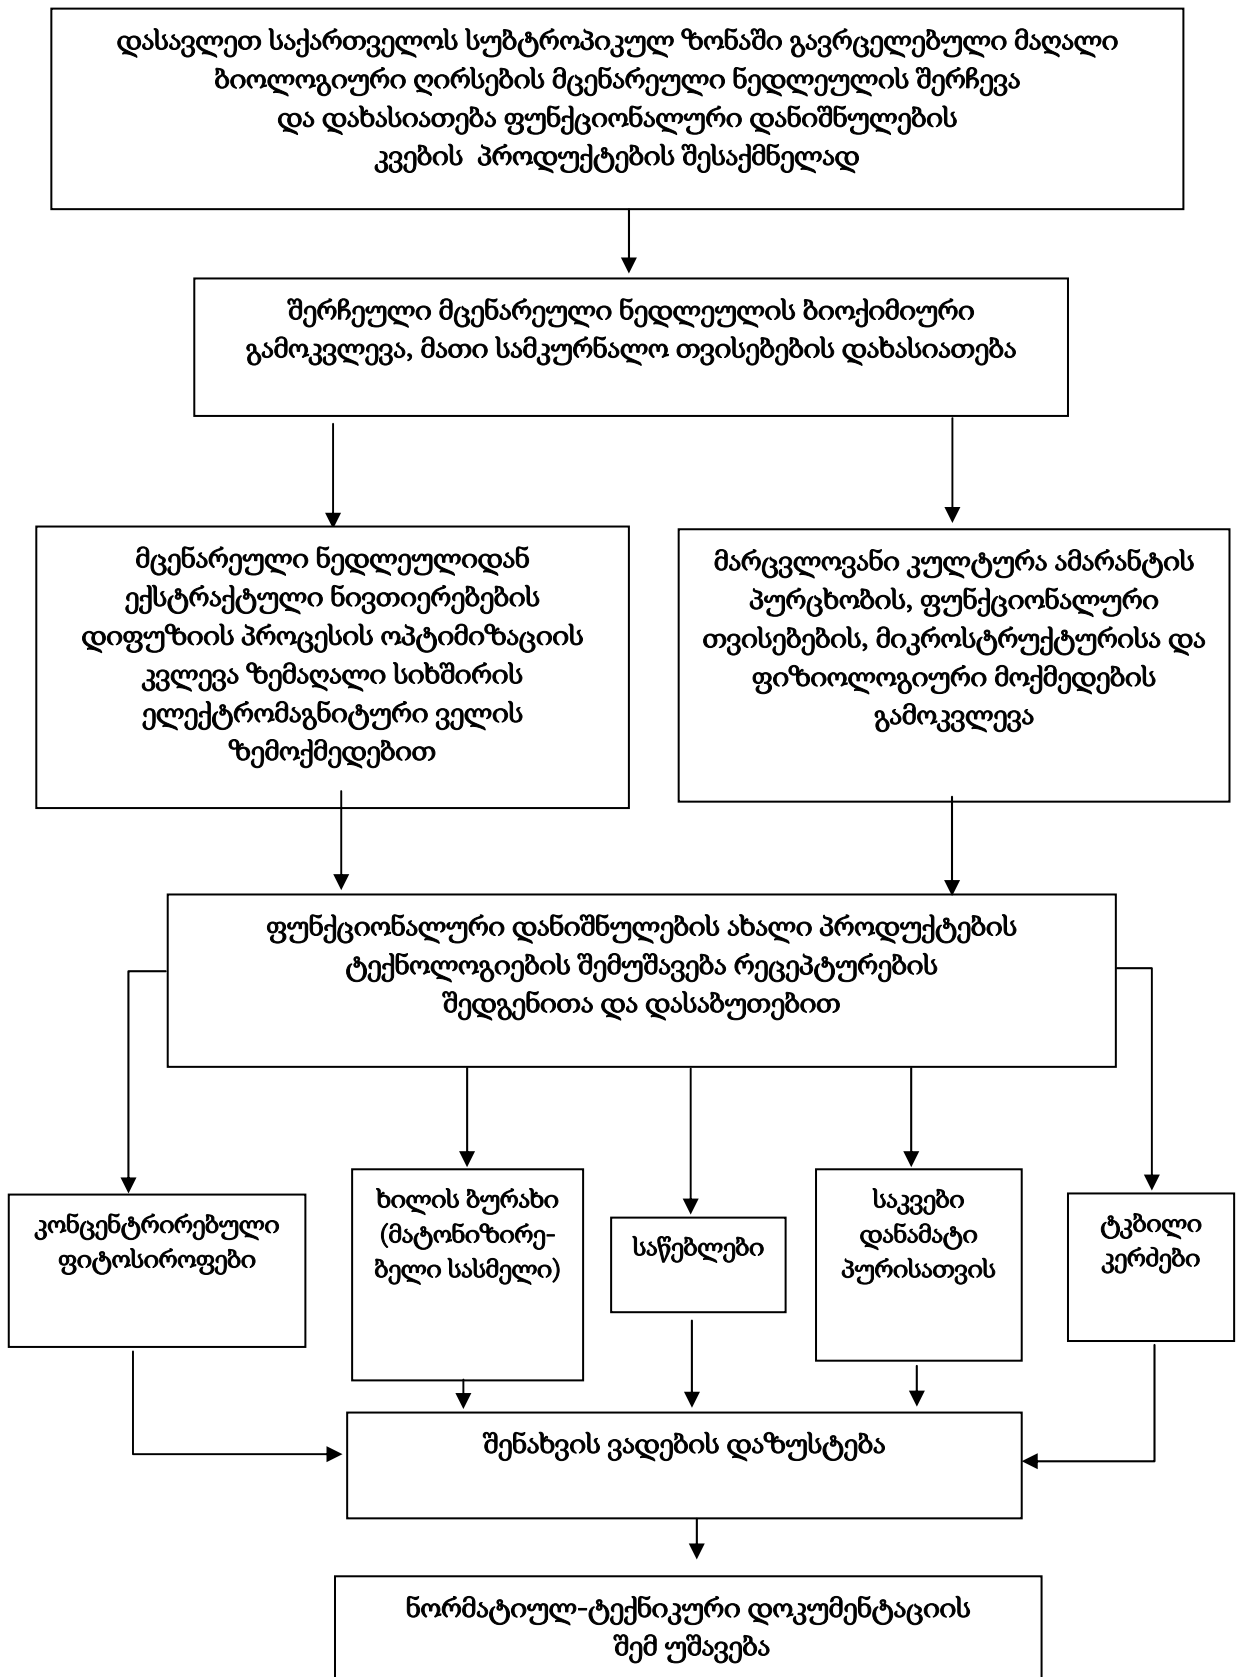 დასავლეთ საქართველოს სუბტროპიკულ ზონაში გავრცელებული მაღალი
ბიოლოგიური ღირსების მცენარეული ნედლეულის შერჩევა
და დახასიათება ფუნქციონალური დანიშნულების
კვების პროდუქტების შესაქმნელად
შერჩეული მცენარეული ნედლეულის ბიოქიმიური
გამოკვლევა, მათი სამკურნალო თვისებების დახასიათება
მცენარეული ნედლეულიდან
ექსტრაქტული ნივთიერებების
დიფუზიის პროცესის ოპტიმიზაციის
კვლევა ზემაღალი სიხშირის
ელექტრომაგნიტური ველის
ზემოქმედებით
მარცვლოვანი კულტურა ამარანტის
პურცხობის, ფუნქციონალური
თვისებების, მიკროსტრუქტურისა და
ფიზიოლოგიური მოქმედების
გამოკვლევა
ფუნქციონალური დანიშნულების ახალი პროდუქტების
ტექნოლოგიების შემუშავება რეცეპტურების
შედგენითა და დასაბუთებით
კონცენტრირებული
ფიტოსიროფები
ხილის ბურახი
(მატონიზირე-
ბელი სასმელი)
საწებლები
საკვები
დანამატი
პურისათვის
ტკბილი
კერძები
შენახვის ვადების დაზუსტება
ნორმატიულ-ტექნიკური დოკუმენტაციის
შემ უშავება